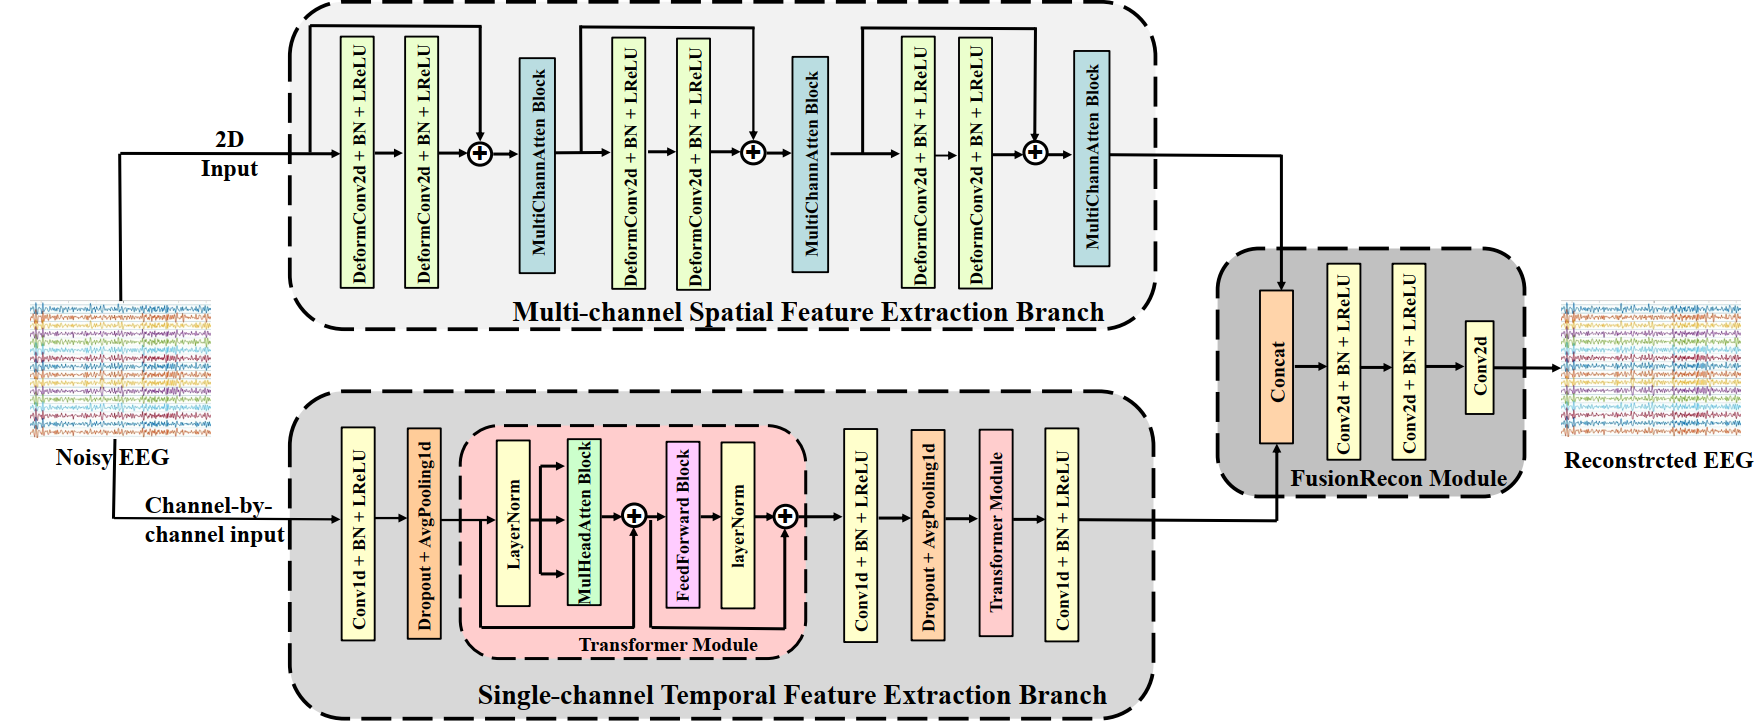 2D
Input
DeformConv2d + BN + LReLU
DeformConv2d + BN + LReLU
MultiChannAtten Block
DeformConv2d + BN + LReLU
DeformConv2d + BN + LReLU
MultiChannAtten Block
DeformConv2d + BN + LReLU
DeformConv2d + BN + LReLU
MultiChannAtten Block
Multi-channel Spatial Feature Extraction Branch
Noisy EEG
Channel-by-
channel input
Conv1d + BN + LReLU
Dropout + AvgPooling1d
LayerNorm
MulHeadAtten Block
FeedForward Block
layerNorm
Transformer Module
Conv1d + BN + LReLU
Dropout + AvgPooling1d
Transformer Module
Conv1d + BN + LReLU
Single-channel Temporal Feature Extraction Branch
Concat
Conv2d + BN + LReLU
Conv2d + BN + LReLU
Conv2d
FusionRecon Module
Reconstrcted EEG